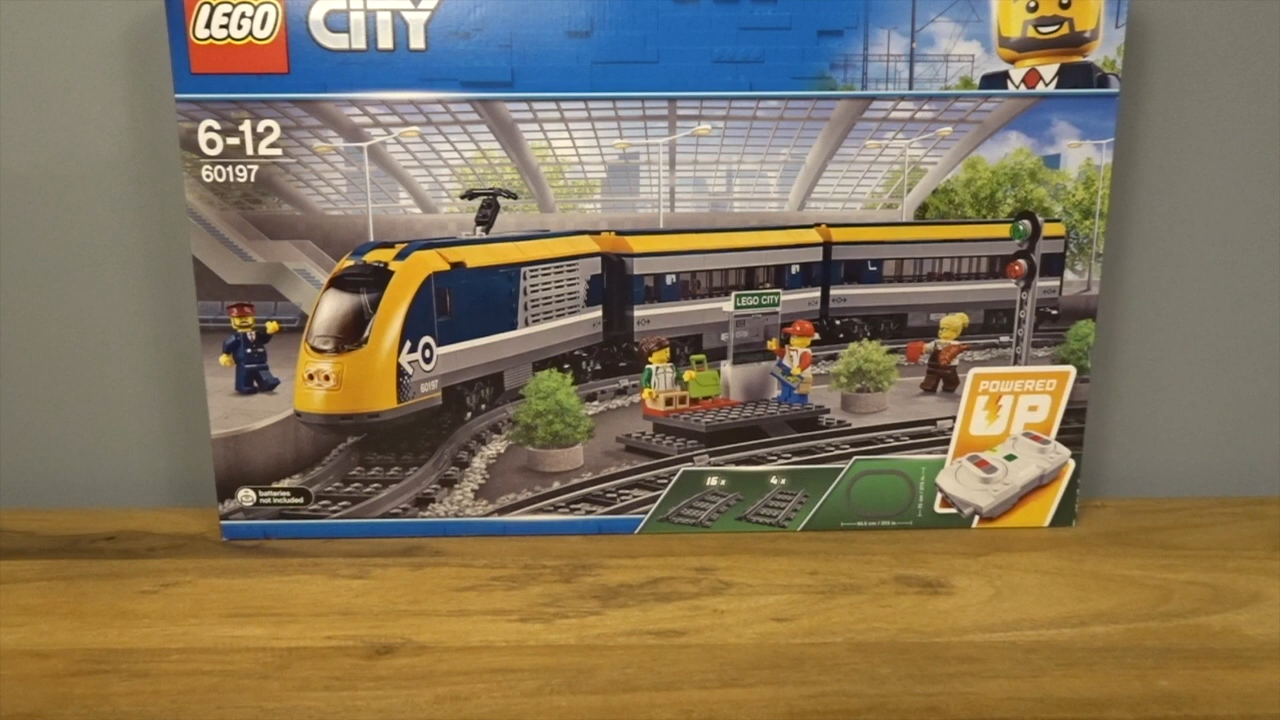 LEGO
CITY
6-12
60197
LEGO CITY
60197
POWERED
UP
batteries
not included
16x
4x